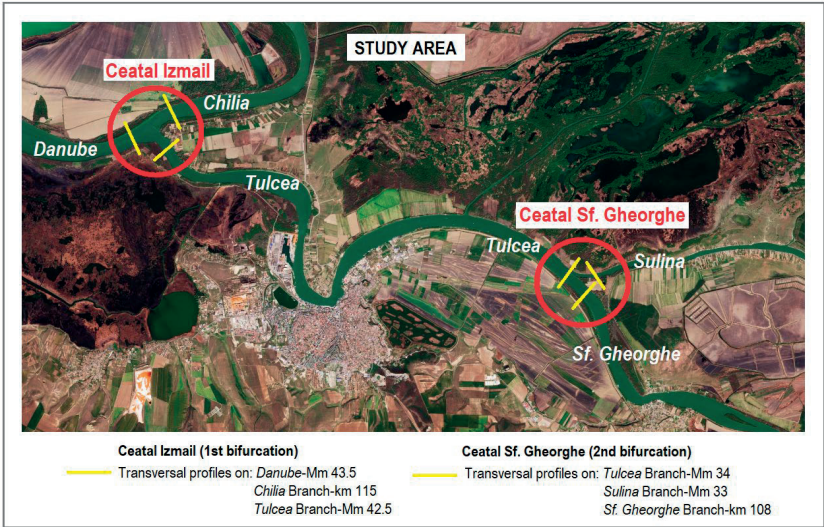 STUDY AREA
Ceatal Izmail
Chilia
Danube
Tulcea
Ceatal Sf. Gheorghe
Tulcea
Sulina
Sf. Gheorghe
Ceatal Izmail (1st bifurcation)
Transversal profiles on: Danube-Mm 43.5
Chilia Branch-km 115
Tulcea Branch-Mm 42.5
Ceatal Sf. Gheorghe (2nd bifurcation)
Transversal profiles on: Tulcea Branch-Mm 34
Sulina Branch-Mm 33
Sf. Gheorghe Branch-km 108